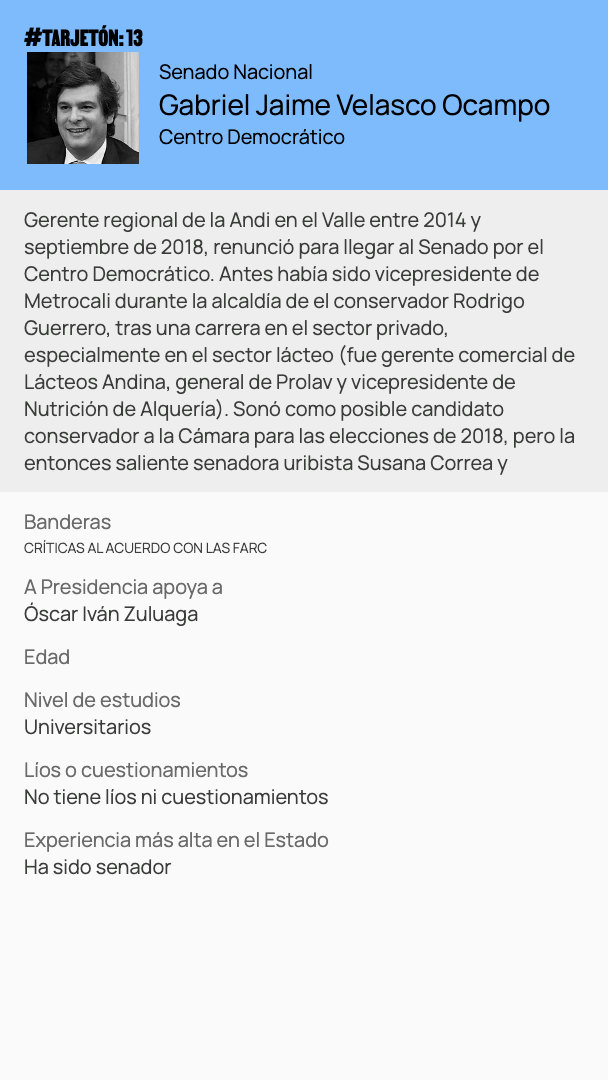 #TARJETÓN: 13
Senado Nacional
Gabriel Jaime Velasco Ocampo
Centro Democrático
Gerente regional de la Andi en el Valle entre 2014 y
septiembre de 2018, renunció para llegar al Senado por el
Centro Democrático. Antes había sido vicepresidente de
Metrocali durante la alcaldía de el conservador Rodrigo
Guerrero, tras una carrera en el sector privado,
especialmente en el sector lácteo (fue gerente comercial de
Lácteos Andina, general de Prolav y vicepresidente de
Nutrición de Alquería). Sonó como posible candidato
conservador a la Cámara para las elecciones de 2018, pero la
entonces saliente senadora uribista Susana Correa y
Banderas
CRÍTICAS AL ACUERDO CON LAS FARC
A Presidencia apoya a
Óscar Iván Zuluaga
Edad
Nivel de estudios
Universitarios
Líos o cuestionamientos
No tiene líos ni cuestionamientos
Experiencia más alta en el Estado
Ha sido senador